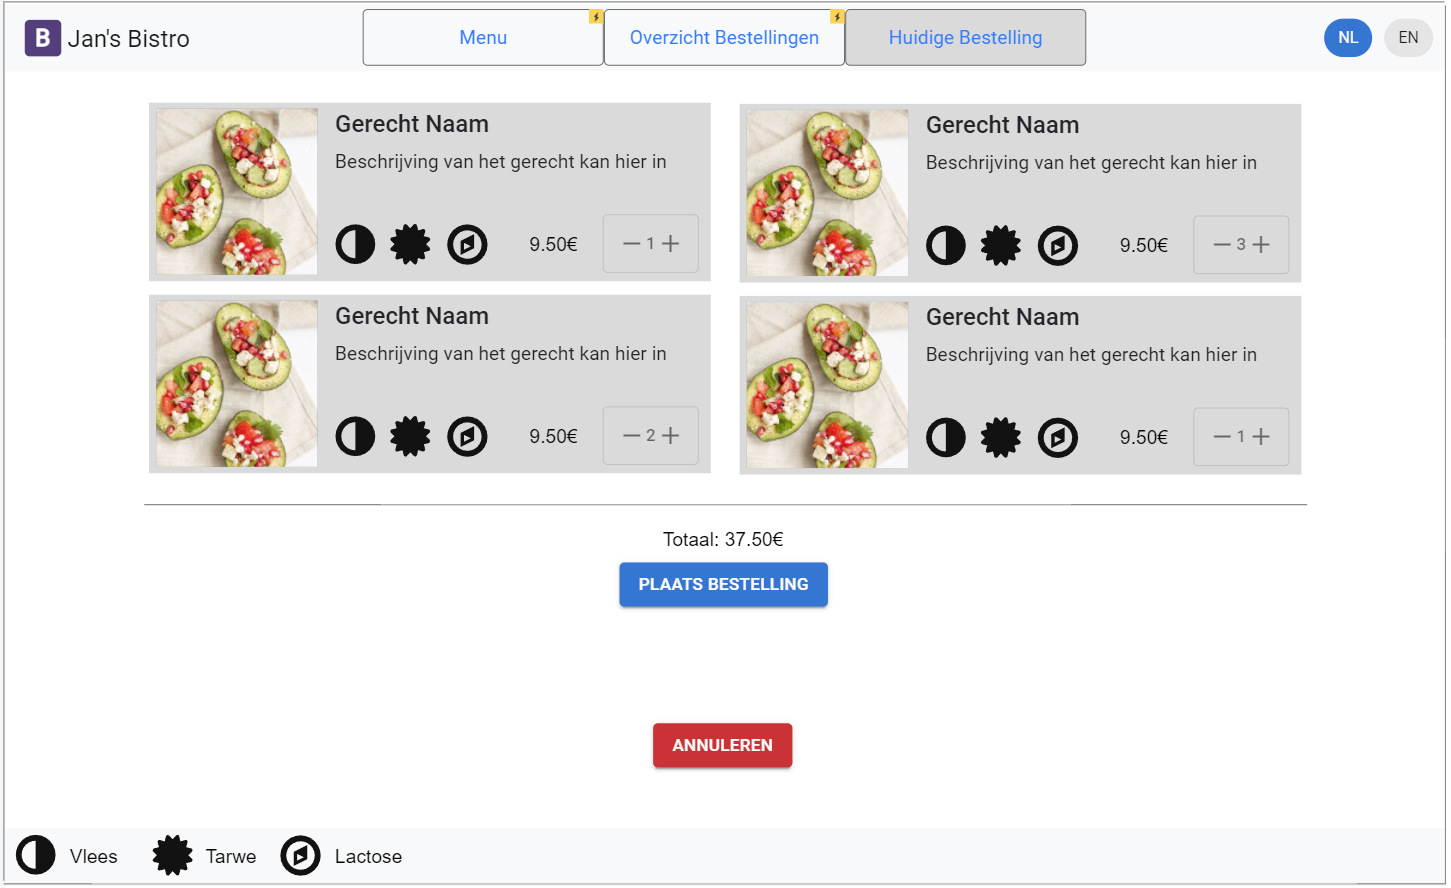 B Jan's Bistro
Menu
Overzicht Bestellingen
Huidige Bestelling
NL
EN
Gerecht Naam
Beschrijving van het gerecht kan hier in
9.50€
− 1 +
Gerecht Naam
Beschrijving van het gerecht kan hier in
9.50€
− 3 +
Gerecht Naam
Beschrijving van het gerecht kan hier in
9.50€
− 2 +
Gerecht Naam
Beschrijving van het gerecht kan hier in
9.50€
− 1 +
Totaal: 37.50€
PLAATS BESTELLING
ANNULEREN
Vlees
Tarwe
Lactose